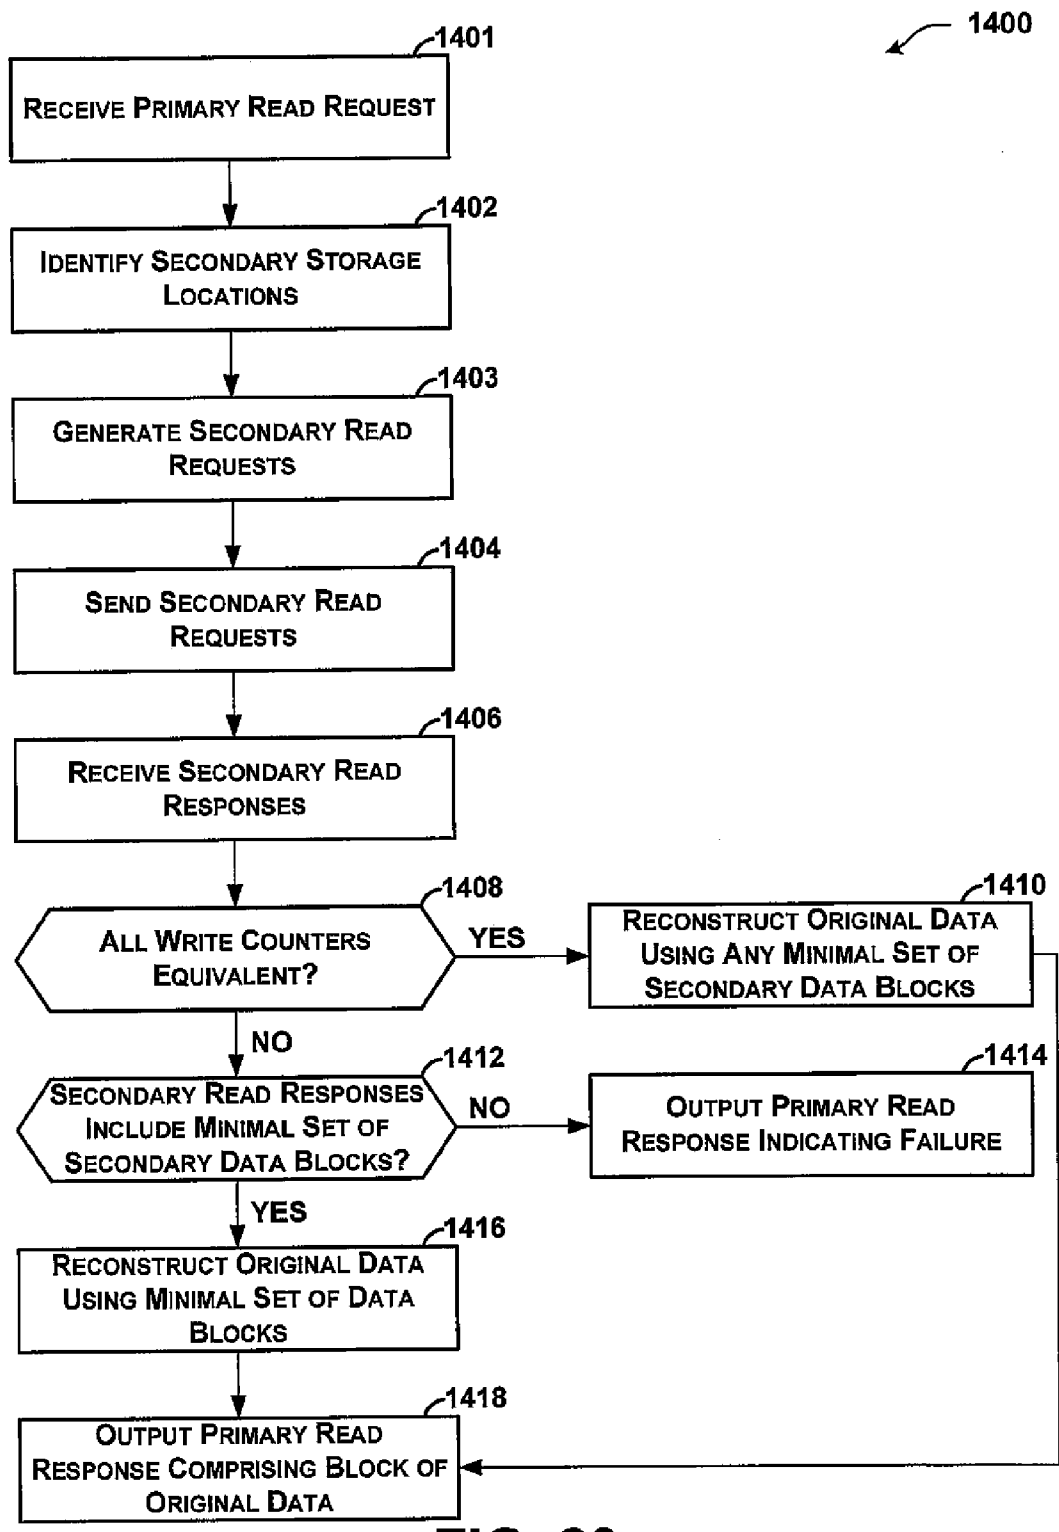 1400
1401
RECEIVE PRIMARY READ REQUEST
1402
IDENTIFY SECONDARY STORAGE
LOCATIONS
1403
GENERATE SECONDARY READ
REQUESTS
1404
SEND SECONDARY READ
REQUESTS
1406
RECEIVE SECONDARY READ
RESPONSES
1408
ALL WRITE COUNTERS
EQUIVALENT?
YES
1410
RECONSTRUCT ORIGINAL DATA
USING ANY MINIMAL SET OF
SECONDARY DATA BLOCKS
NO
1412
SECONDARY READ RESPONSES
INCLUDE MINIMAL SET OF
SECONDARY DATA BLOCKS?
NO
1414
OUTPUT PRIMARY READ
RESPONSE INDICATING FAILURE
YES
1416
RECONSTRUCT ORIGINAL DATA
USING MINIMAL SET OF DATA
BLOCKS
1418
OUTPUT PRIMARY READ
RESPONSE COMPRISING BLOCK OF
ORIGINAL DATA